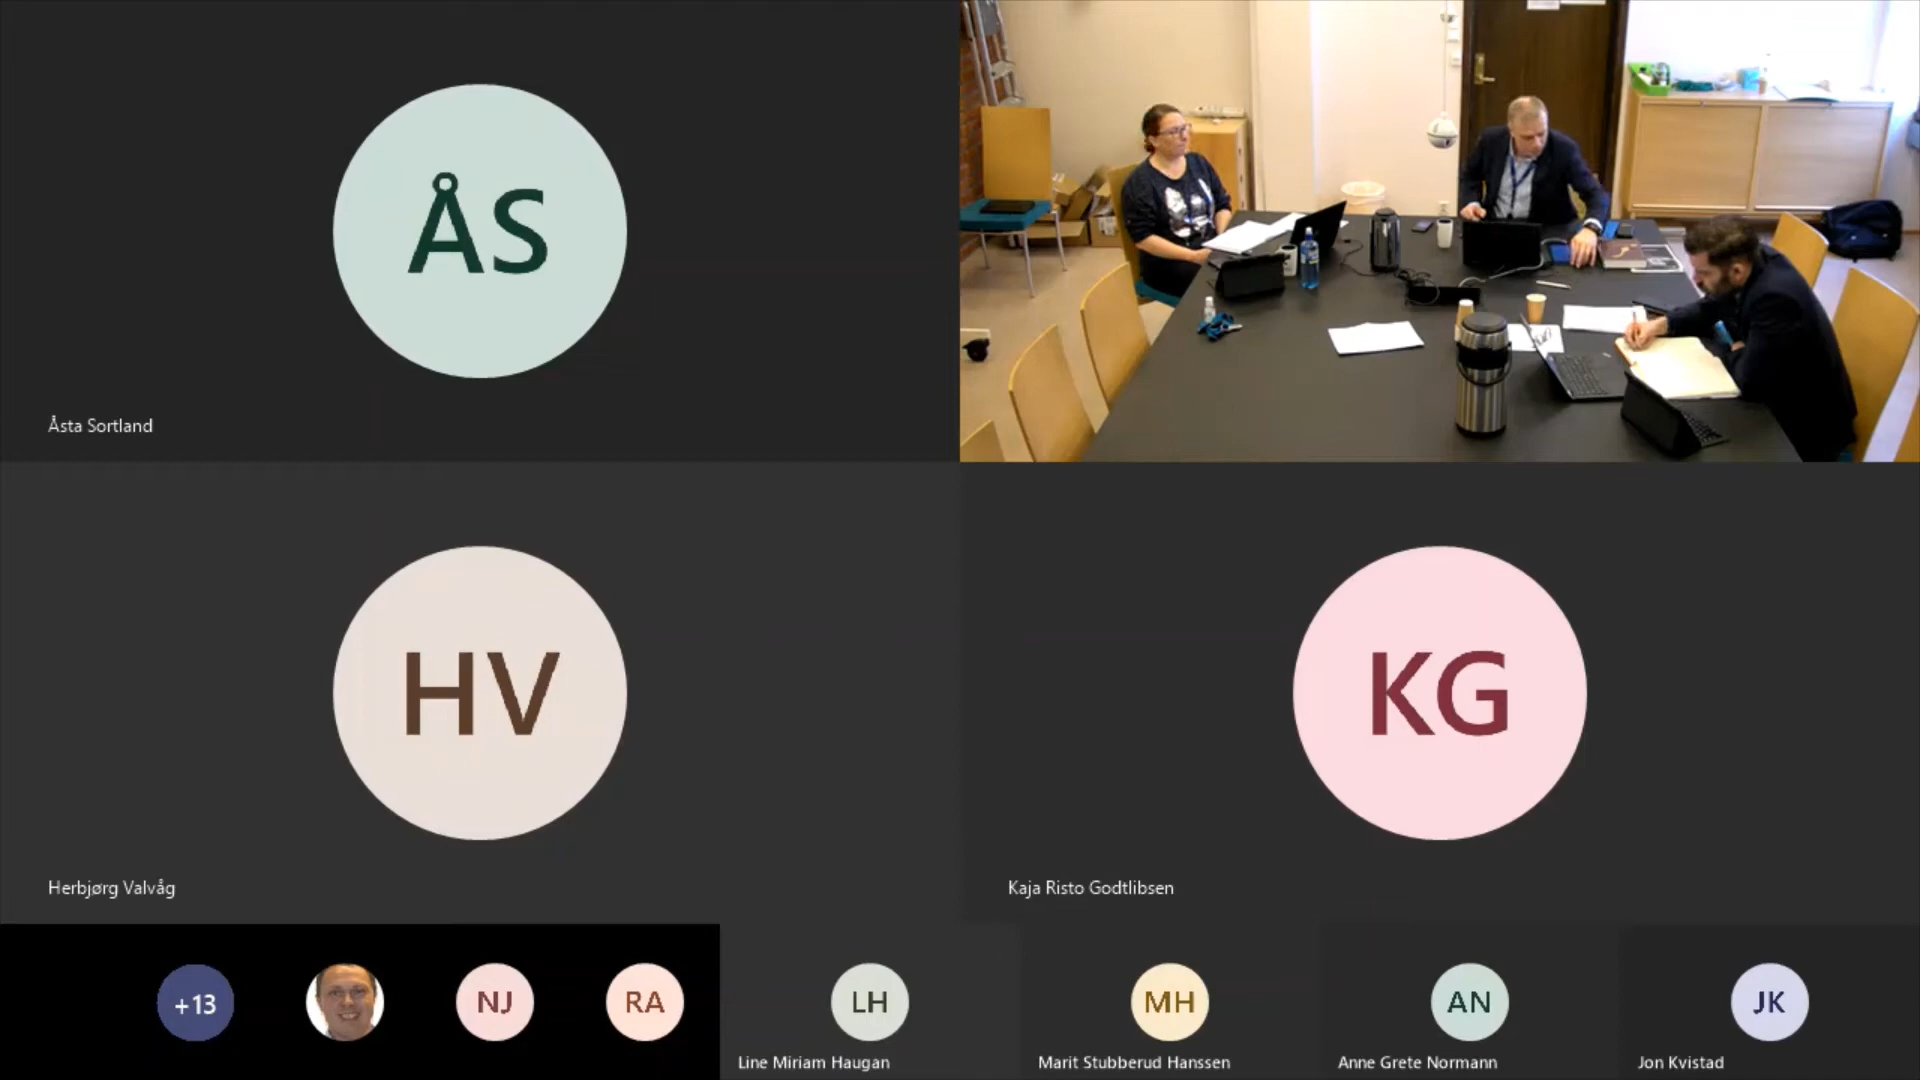 ÅS
Åsta Sortland
HV
Herbjørg Valvåg
KG
Kaja Risto Godtlibsen
+13
NJ
RA
LH
Line Miriam Haugan
MH
Marit Stubberud Hanssen
AN
Anne Grete Normann
JK
Jon Kvistad